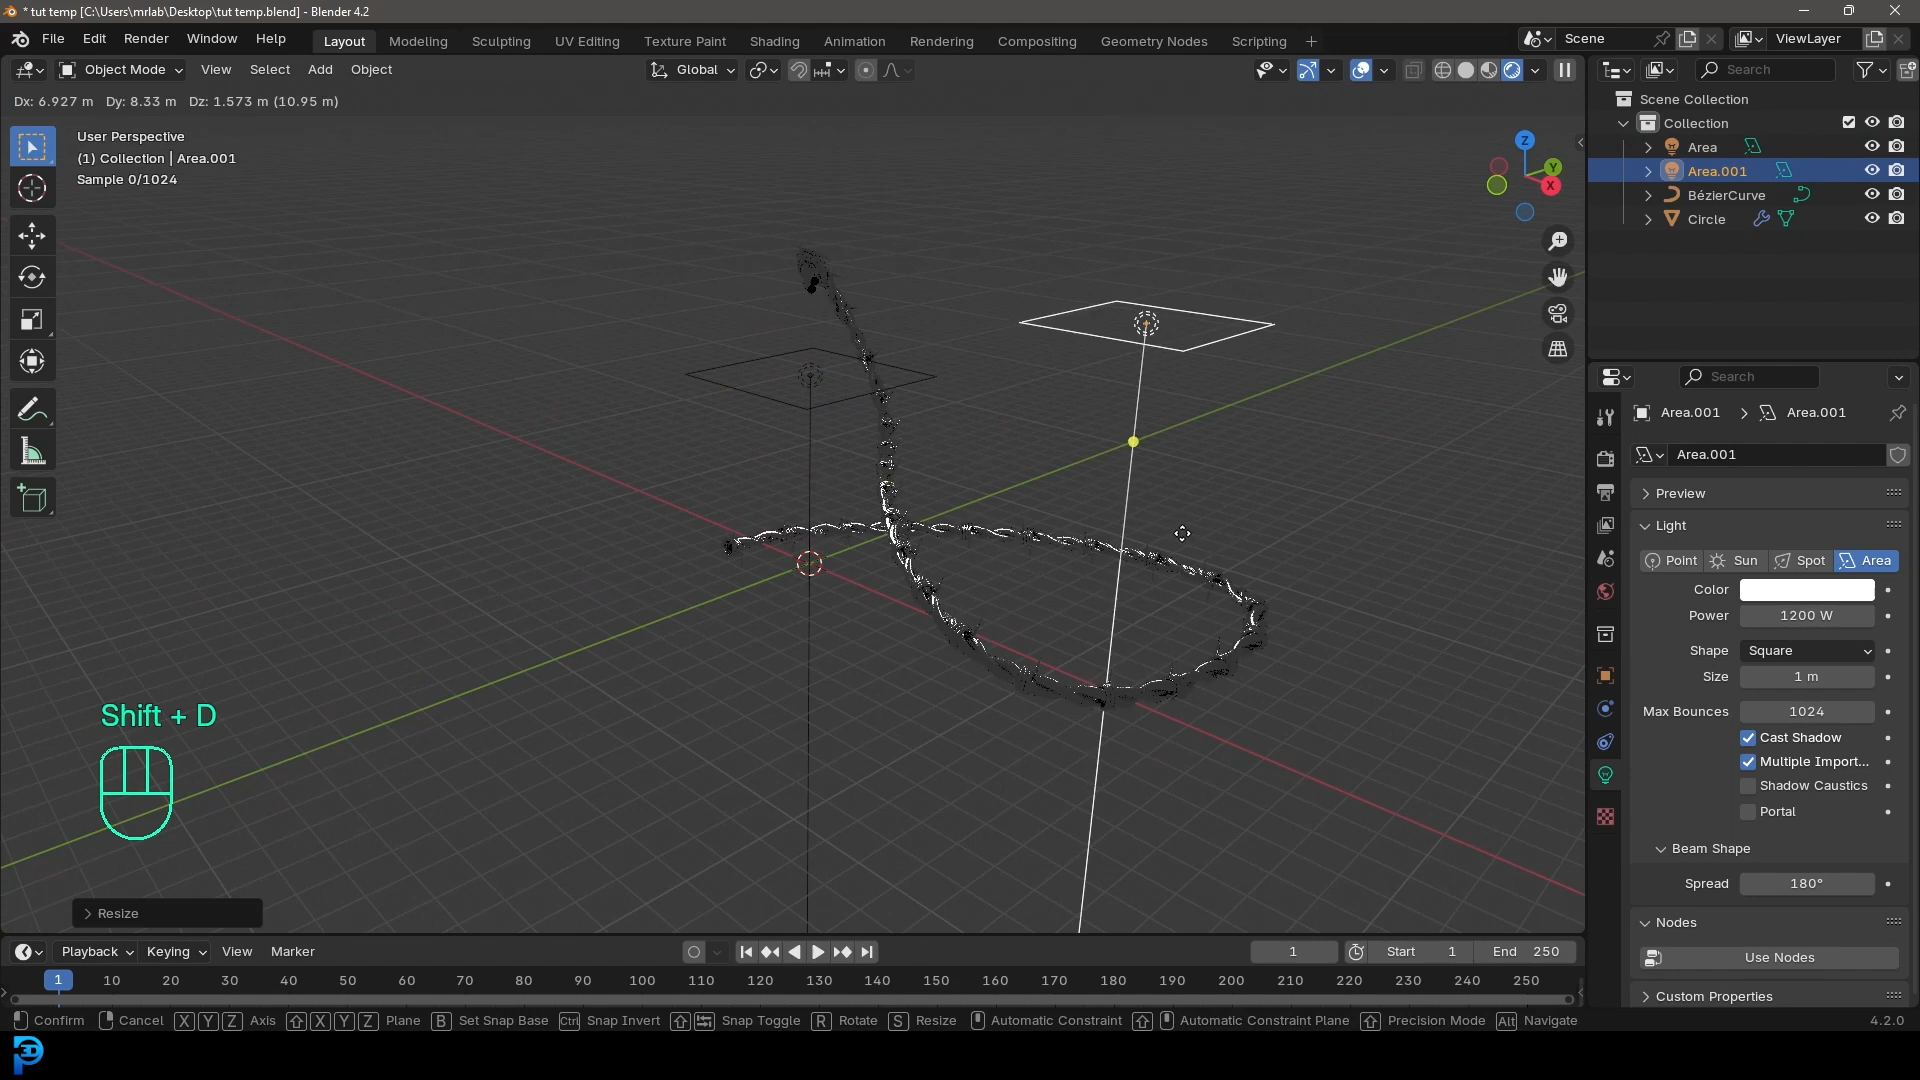 * tut temp [C:\Users\mrlab\Desktop\tut temp.blend] - Blender 4.2
File Edit Render Window Help
Layout Modeling Sculpting UV Editing Texture Paint Shading Animation Rendering Compositing Geometry Nodes Scripting +
Scene
ViewLayer
Object Mode View Select Add Object
Global
Search
Dx: 6.927 m Dy: 8.33 m Dz: 1.573 m (10.95 m)
User Perspective
(1) Collection | Area.001
Sample 0/1024
Z
Y
X
Scene Collection
Collection
Area
Area.001
BézierCurve
Circle
Search
Area.001 > Area.001
Area.001
Preview
Light
Point Sun Spot Area
Color
Power 1200 W
Shape Square
Size 1 m
Max Bounces 1024
Cast Shadow
Multiple Import...
Shadow Caustics
Portal
Beam Shape
Spread 180°
Nodes
Use Nodes
Custom Properties
Shift + D
Resize
Playback Keying View Marker
1
Start 1
End 250
1 10 20 30 40 50 60 70 80 90 100 110 120 130 140 150 160 170 180 190 200 210 220 230 240 250
Confirm Cancel X Y Z Axis X Y Z Plane B Set Snap Base Ctrl Snap Invert Snap Toggle R Rotate S Resize Automatic Constraint Automatic Constraint Plane Precision Mode Alt Navigate
4.2.0